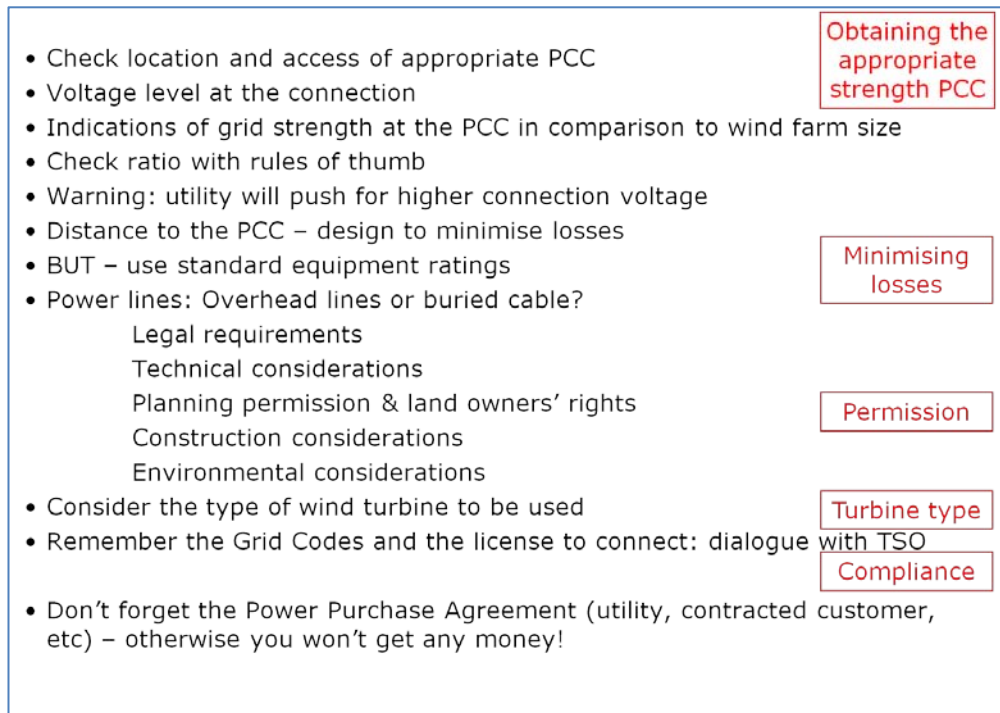 Obtaining the
appropriate
strength PCC
• Check location and access of appropriate PCC
• Voltage level at the connection
• Indications of grid strength at the PCC in comparison to wind farm size
• Check ratio with rules of thumb
• Warning: utility will push for higher connection voltage
• Distance to the PCC – design to minimise losses
Minimising
losses
• BUT – use standard equipment ratings
• Power lines: Overhead lines or buried cable?
Legal requirements
Technical considerations
Planning permission & land owners’ rights
Permission
Construction considerations
Environmental considerations
• Consider the type of wind turbine to be used
Turbine type
• Remember the Grid Codes and the license to connect: dialogue with TSO
Compliance
• Don’t forget the Power Purchase Agreement (utility, contracted customer,
etc) – otherwise you won’t get any money!